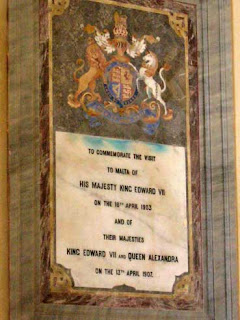 TO COMMEMORATE THE VISIT
TO MALTA OF
HIS MAJESTY KING EDWARD VII
ON THE 16TH APRIL 1903
AND OF
THEIR MAJESTIES
KING EDWARD VII AND QUEEN ALEXANDRA
ON THE 13TH APRIL 1907.